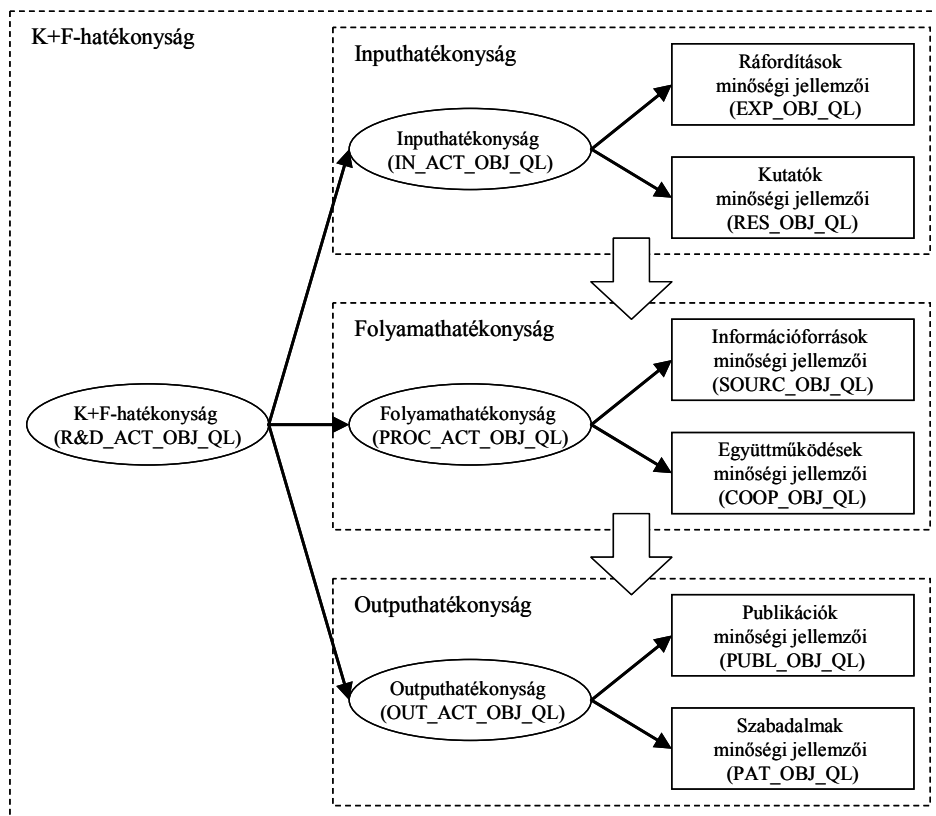 K+F-hatékonyság
Inputhatékonyság
Ráfordítások
minőségi jellemzői
(EXP_OBJ_QL)
Inputhatékonyság
(IN_ACT_OBJ_QL)
Kutatók
minőségi jellemzői
(RES_OBJ_QL)
Folyamathatékonyság
Információforrások
minőségi jellemzői
(SOURC_OBJ_QL)
K+F-hatékonyság
(R&D_ACT_OBJ_QL)
Folyamathatékonyság
(PROC_ACT_OBJ_QL)
Együttműködések
minőségi jellemzői
(COOP_OBJ_QL)
Outputhatékonyság
Publikációk
minőségi jellemzői
(PUBL_OBJ_QL)
Outputhatékonyság
(OUT_ACT_OBJ_QL)
Szabadalmak
minőségi jellemzői
(PAT_OBJ_QL)